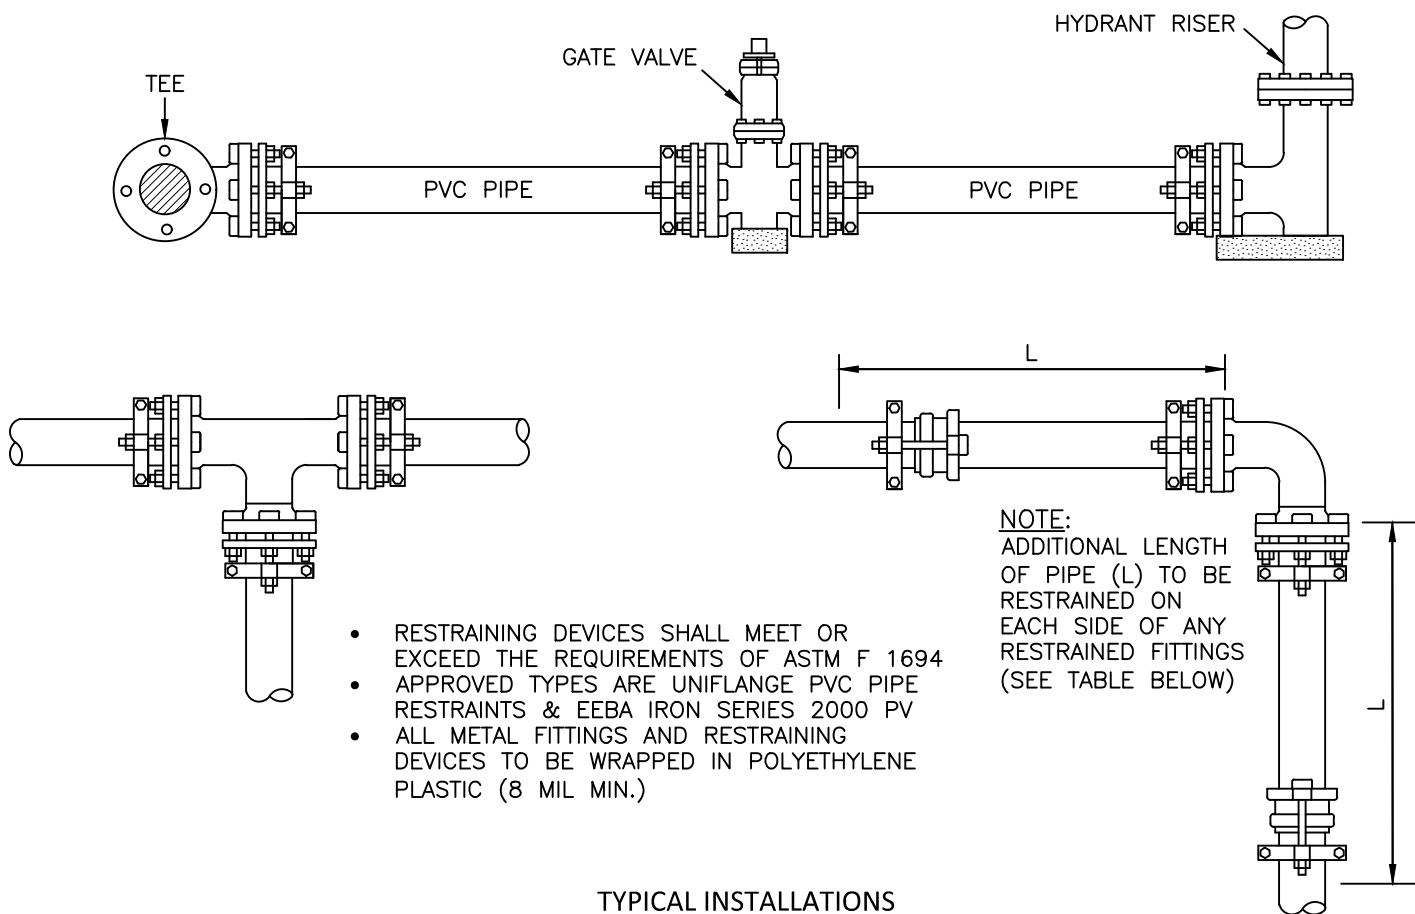 HYDRANT RISER
GATE VALVE
TEE
PVC PIPE
PVC PIPE
L
NOTE:
ADDITIONAL LENGTH
OF PIPE (L) TO BE
RESTRAINED ON
EACH SIDE OF ANY
RESTRAINED FITTINGS
(SEE TABLE BELOW)
L
• RESTRAINING DEVICES SHALL MEET OR
EXCEED THE REQUIREMENTS OF ASTM F 1694
• APPROVED TYPES ARE UNIFLANGE PVC PIPE
RESTRAINTS & EEBA IRON SERIES 2000 PV
• ALL METAL FITTINGS AND RESTRAINING
DEVICES TO BE WRAPPED IN POLYETHYLENE
PLASTIC (8 MIL MIN.)
TYPICAL INSTALLATIONS